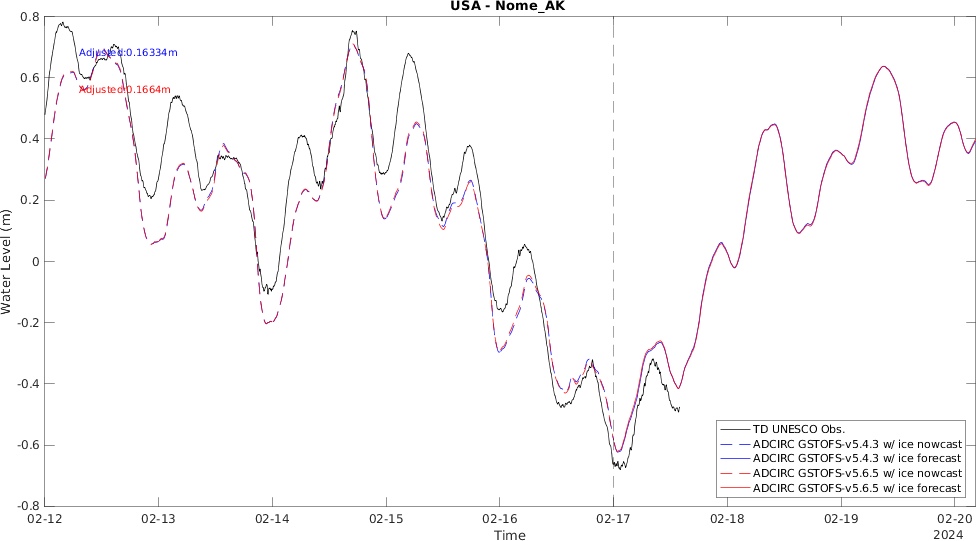 USA - Nome_AK
0.8
0.6
0.4
0.2
0
-0.2
-0.4
-0.6
-0.8
Water Level (m)
Adjusted:0.16334m
Adjusted:0.1664m
TD UNESCO Obs.
ADCIRC GSTOFS-v5.4.3 w/ ice nowcast
ADCIRC GSTOFS-v5.4.3 w/ ice forecast
ADCIRC GSTOFS-v5.6.5 w/ ice nowcast
ADCIRC GSTOFS-v5.6.5 w/ ice forecast
02-12 02-13 02-14 02-15 02-16 02-17 02-18 02-19 02-20
Time
2024